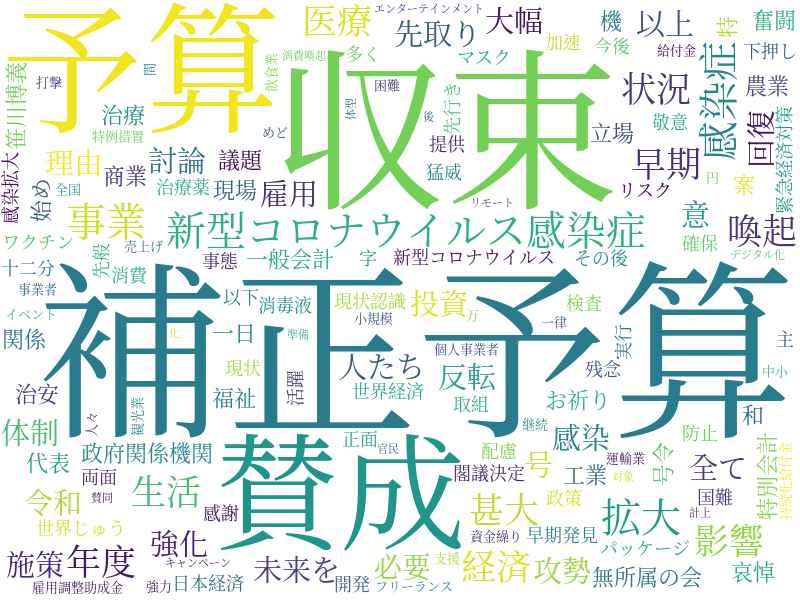 エンターテインメント
予算
医療
先取り
大幅
機
以上
特
奮闘
加速
今後
給付金
下押し
消費喚起
多く
マスク
飲食業
間
打撃
笹川博義
収束
困難
体型
後
先行き
状況
感染症
農業
治療
特例措置
めど
提供
立場
敬意
回復
緊急経済対策
理由
討論
議題
猛威
早期
感染拡大
全国
商業
治療薬
現場
雇用
リモート
リスク
案
円
始め
事業
新型コロナウイルス感染症
意
喚起
ワクチン
先般
売上げ
確保
十二分
消費
事態
一般会計
字
新型コロナウイルス
その後
デジタル化
事業者
以下
消毒液
現状認識
投資
万
検査
イベント
小規模
一律
実行
主
関係
化
一日
準備
補正予算
人たち
個人事業者
残念
現状
世界経済
反転
中小
治安
福祉
活躍
取組
お祈り
和
人々
観光業
体制
正面
官民
継続
感染
防止
代表
政府関係機関
配慮
運輸業
特別会計
持続化給付金
両面
賛成
閣議決定
号
工業
号令
全て
対象
賛同
令和
生活
感謝
甚大
政策
国難
計上
世界じゅう
資金繰り
早期発見
拡大
影響
施策
年度
強化
パッケージ
キャンペーン
未来を
必要
支援
経済
攻勢
哀悼
雇用調整助成金
強力
日本経済
開発
フリーランス
無所属の会